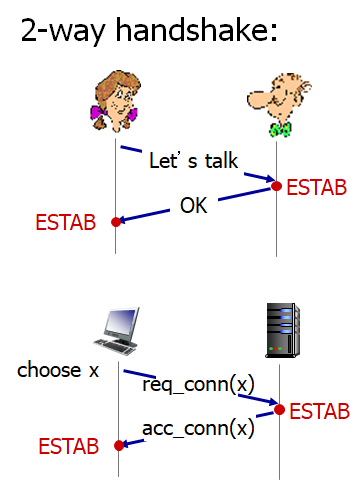 2-way handshake:
Let’s talk
ESTAB
OK
ESTAB
choose x
req_conn(x)
ESTAB
acc_conn(x)
ESTAB